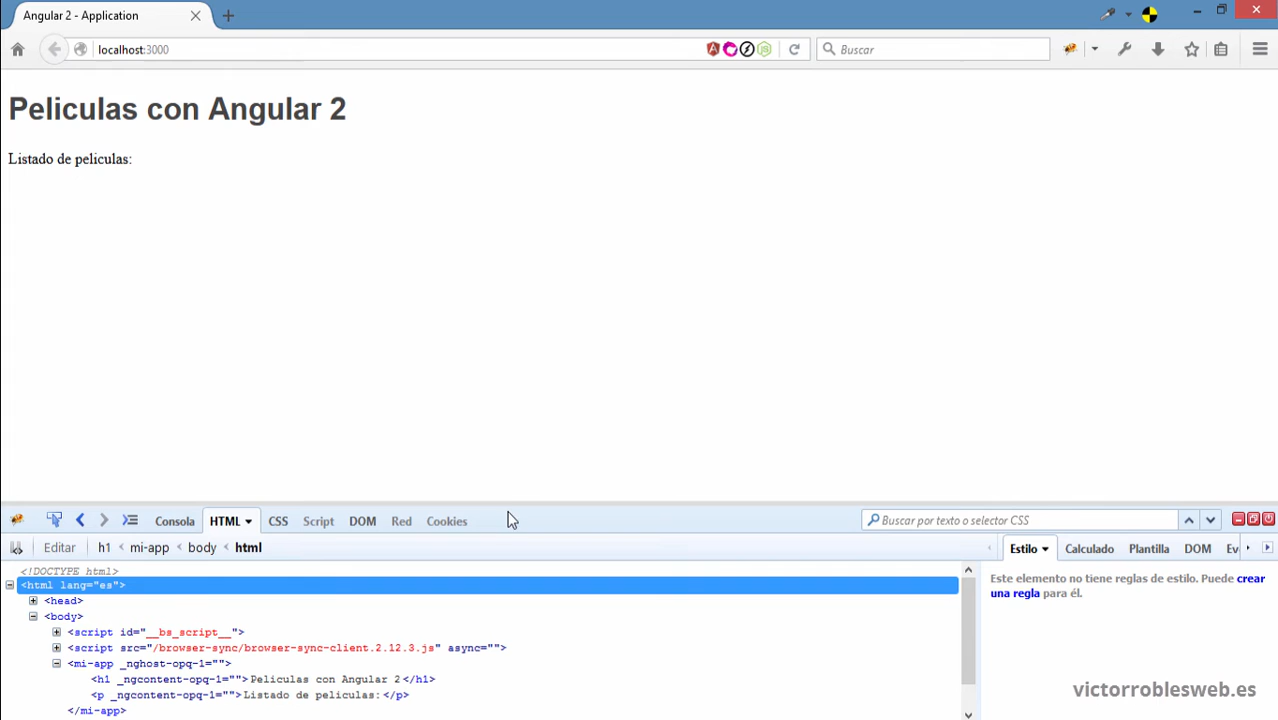 Angular 2 - Application
localhost:3000
Buscar
Peliculas con Angular 2
Listado de peliculas:
Consola HTML CSS Script DOM Red Cookies
Buscar por texto o selector CSS
Editar h1 < mi-app < body < html
Estilo Calculado Plantilla DOM Ev
<!DOCTYPE html>
<html lang="es">
<head>
<body>
<script id="__bs_script__">
<script src="/browser-sync/browser-sync-client.2.12.3.js" async="">
<mi-app _nghost-opq-1="">
<h1 _ngcontent-opq-1="">Peliculas con Angular 2</h1>
<p _ngcontent-opq-1="">Listado de peliculas:</p>
</mi-app>
Este elemento no tiene reglas de estilo. Puede crear
una regla para él.
victorroblesweb.es